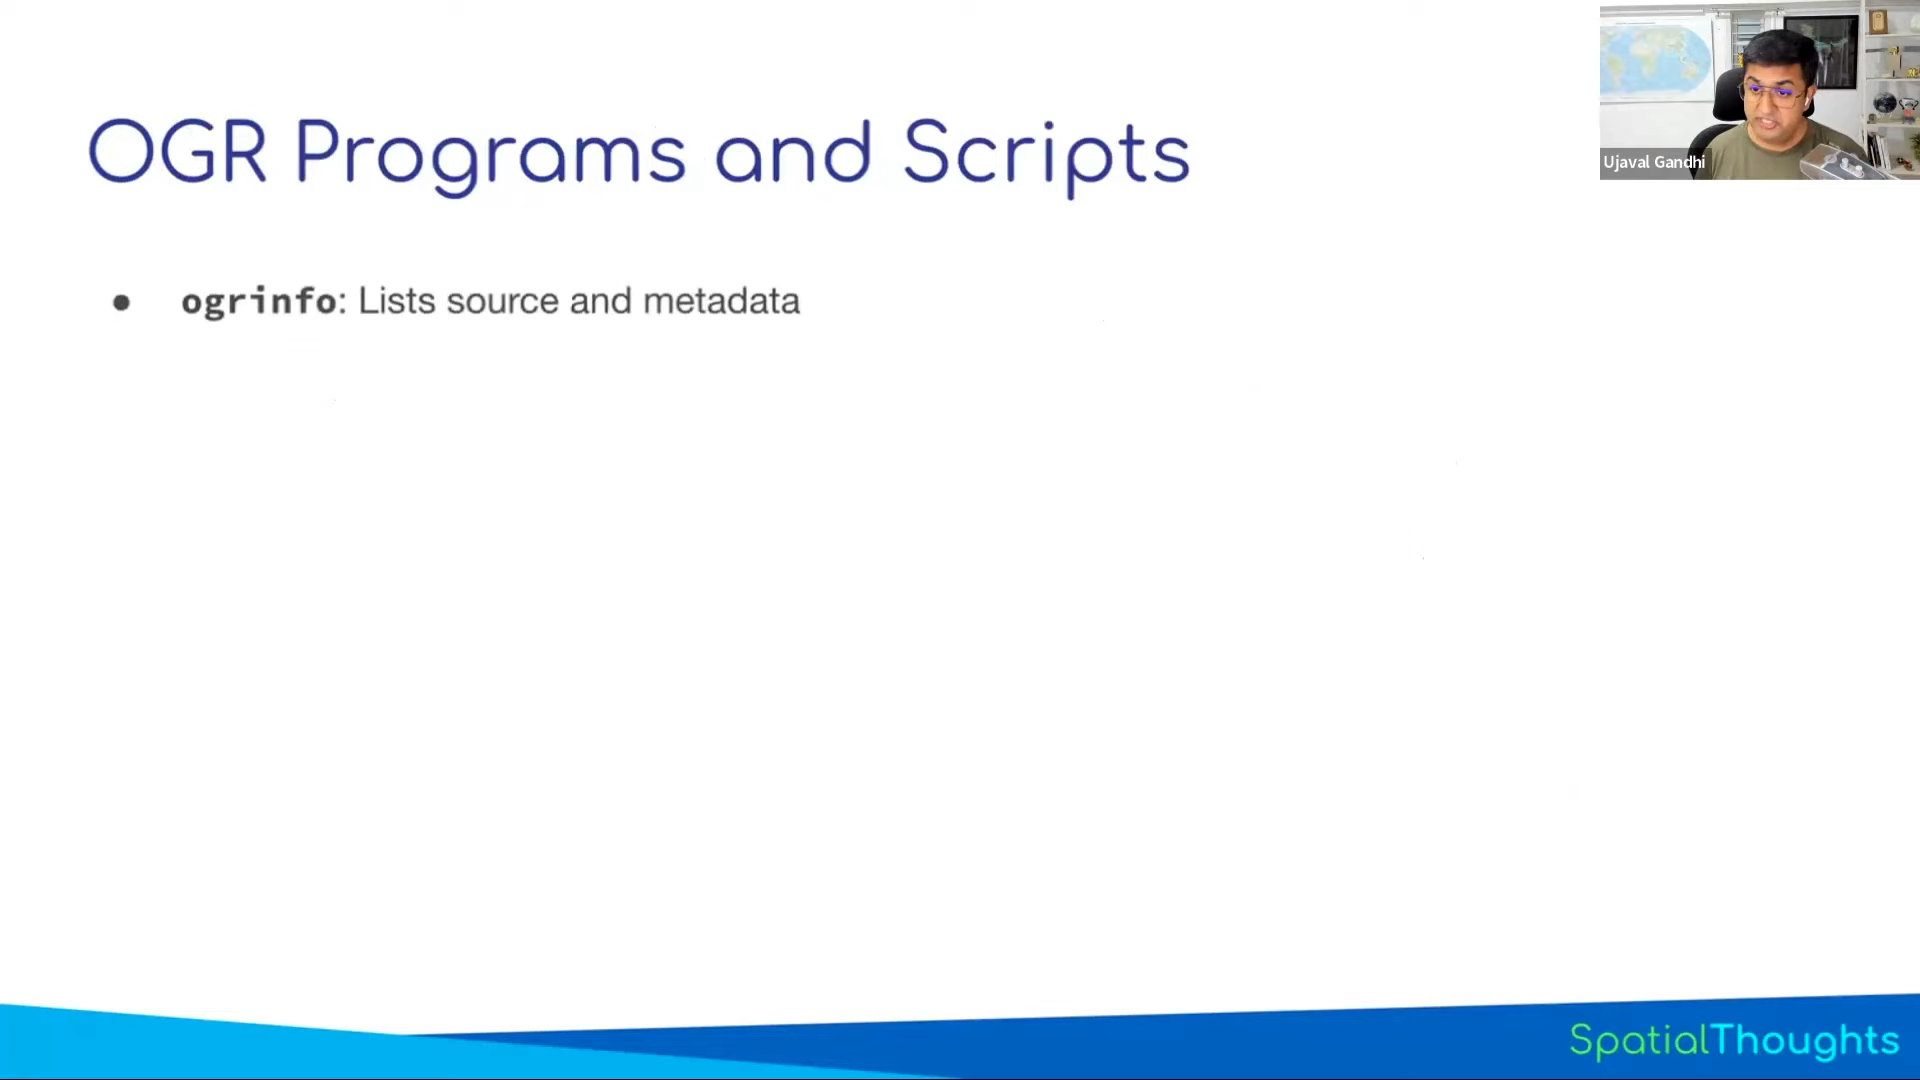 OGR Programs and Scripts
Ujaval Gandhi
● ogrinfo: Lists source and metadata
SpatialThoughts